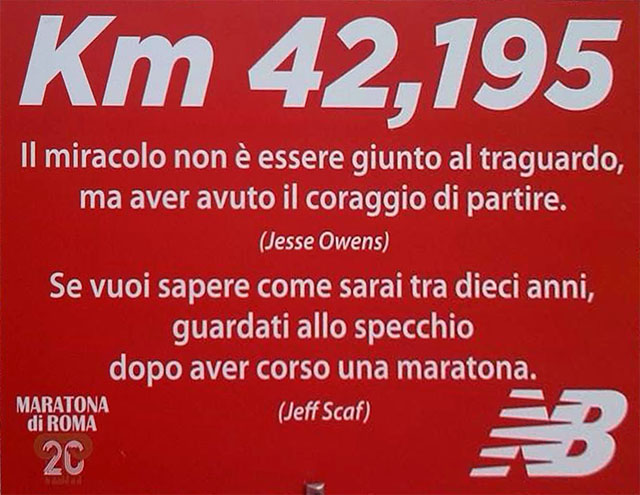 Km 42,195
Il miracolo non è essere giunto al traguardo,
ma aver avuto il coraggio di partire.
(Jesse Owens)
Se vuoi sapere come sarai tra dieci anni,
guardati allo specchio
dopo aver corso una maratona.
(Jeff Scaf)
MARATONA
di ROMA
20
NB